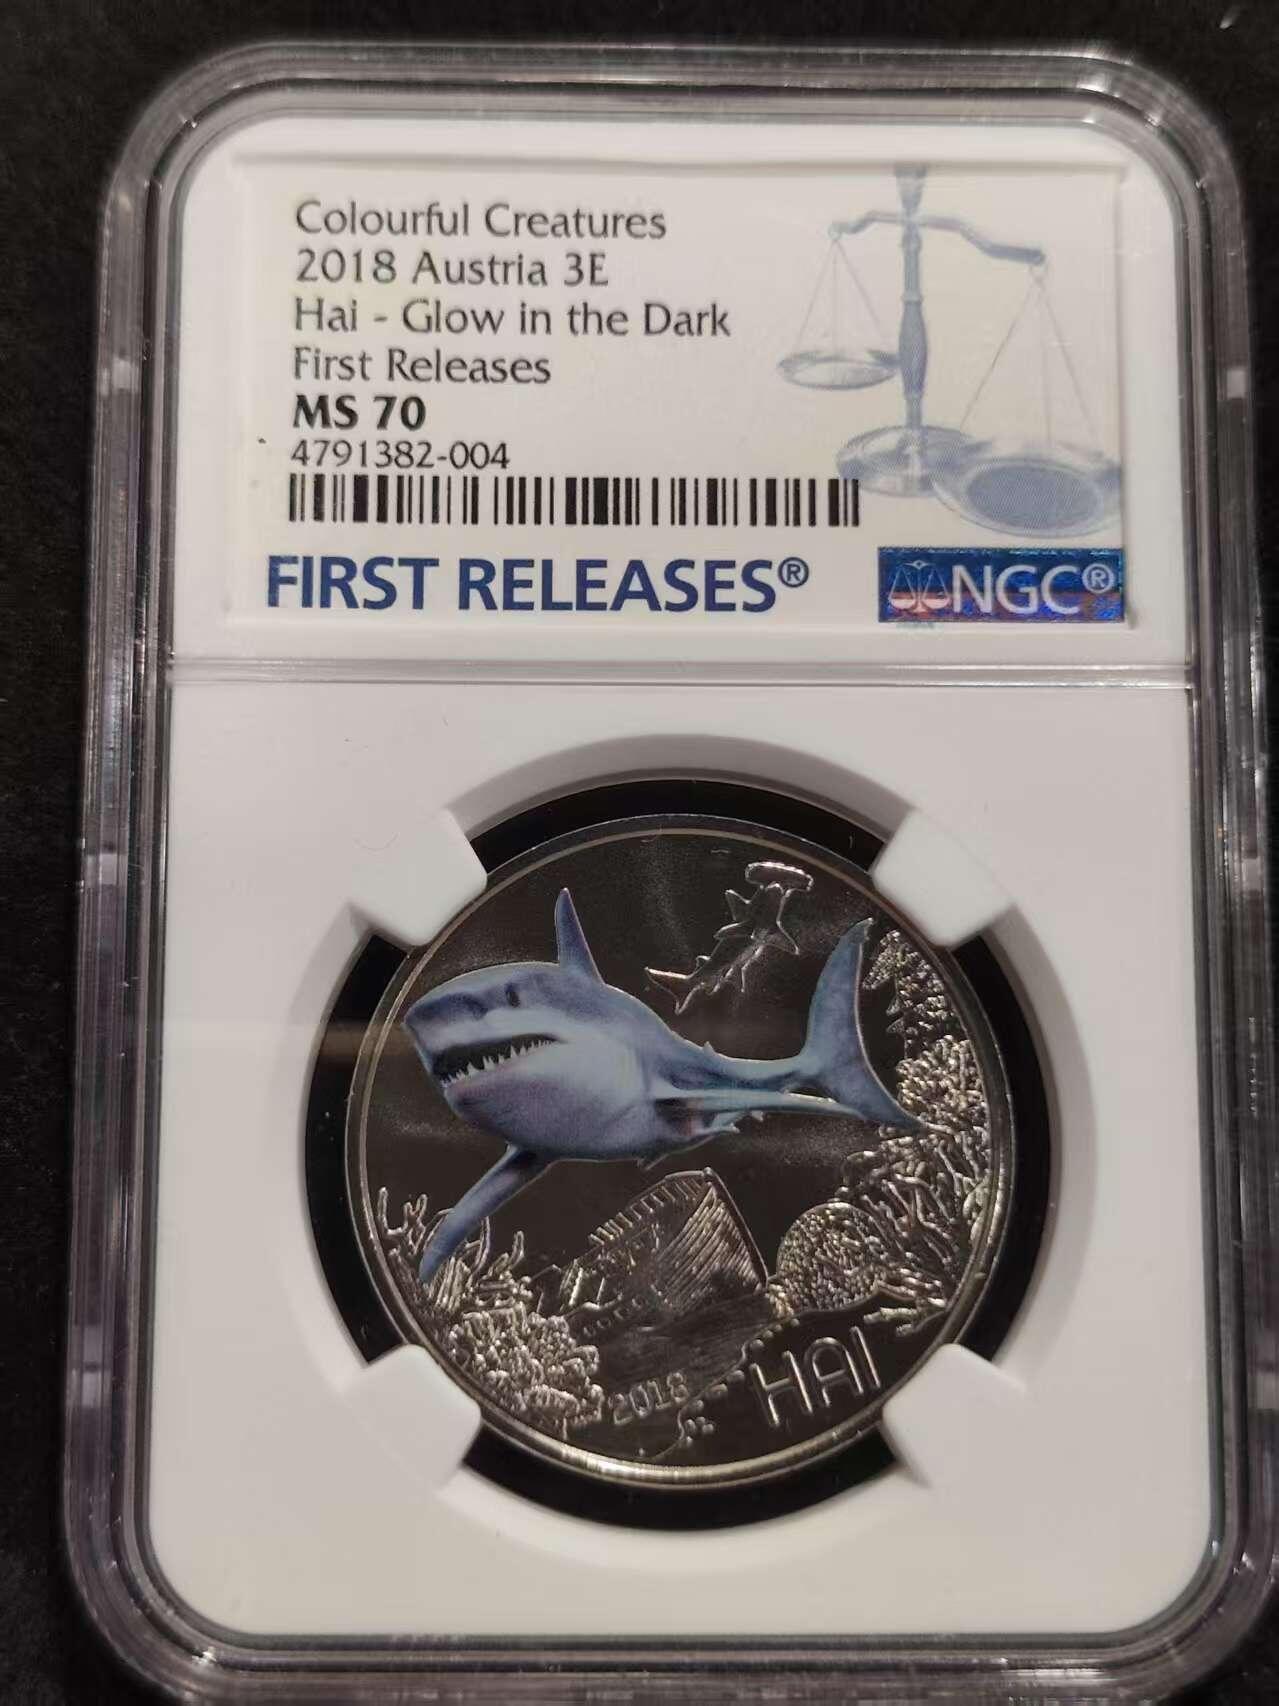 Colourful Creatures
2018 Austria 3E
Hai - Glow in the Dark
First Releases
MS 70
4791382-004
FIRST RELEASES®
NGC®
2018
HAI